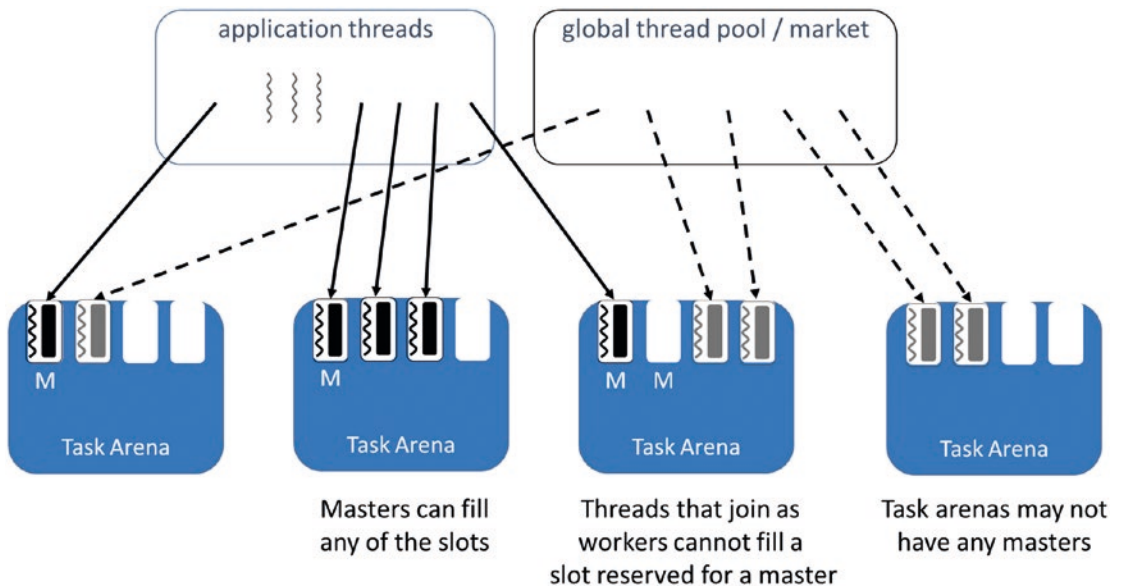 application threads
global thread pool / market
M
M
M
M
Task Arena
Task Arena
Task Arena
Task Arena
Masters can fill
any of the slots
Threads that join as
workers cannot fill a
slot reserved for a master
Task arenas may not
have any masters